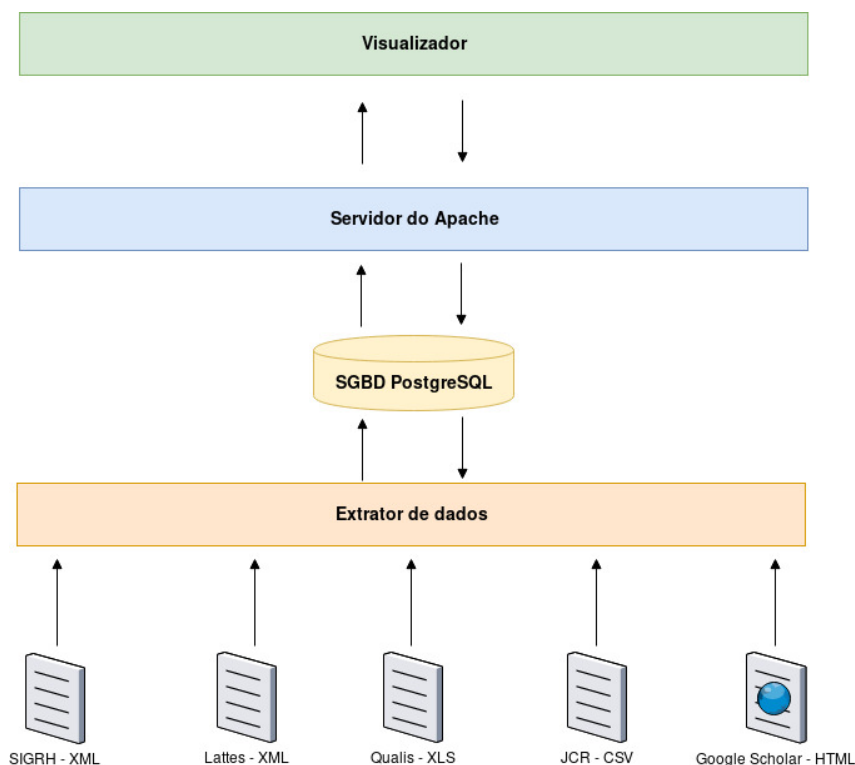 Visualizador
Servidor do Apache
SGBD PostgreSQL
Extrator de dados
SIGRH - XML
Lattes - XML
Qualis - XLS
JCR - CSV
Google Scholar - HTML